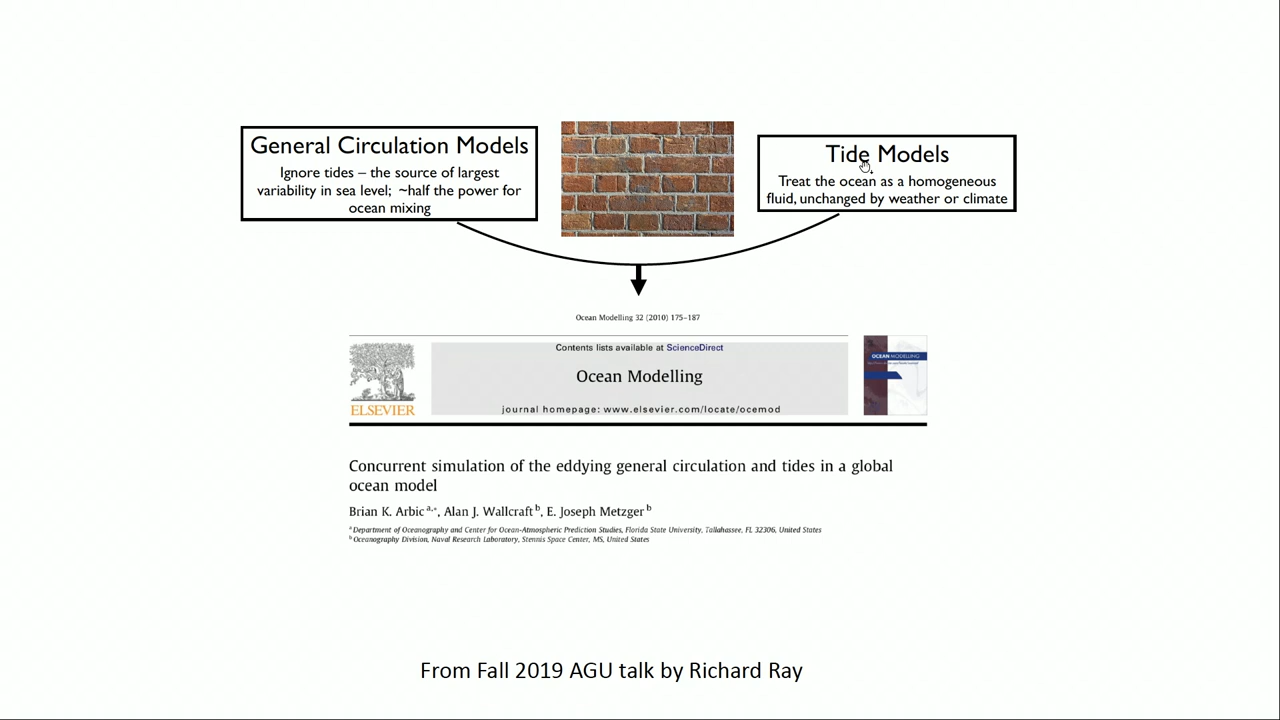 General Circulation Models
Ignore tides – the source of largest
variability in sea level; ~half the power for
ocean mixing
Tide Models
Treat the ocean as a homogeneous
fluid, unchanged by weather or climate
Ocean Modelling 32 (2010) 175–187
Contents lists available at ScienceDirect
Ocean Modelling
journal homepage: www.elsevier.com/locate/ocemod
ELSEVIER
OCEAN MODELLING
Concurrent simulation of the eddying general circulation and tides in a global
ocean model
Brian K. Arbic a,*, Alan J. Wallcraft b, E. Joseph Metzger b
a Department of Oceanography and Center for Ocean-Atmospheric Prediction Studies, Florida State University, Tallahassee, FL 32306, United States
b Oceanography Division, Naval Research Laboratory, Stennis Space Center, MS, United States
From Fall 2019 AGU talk by Richard Ray